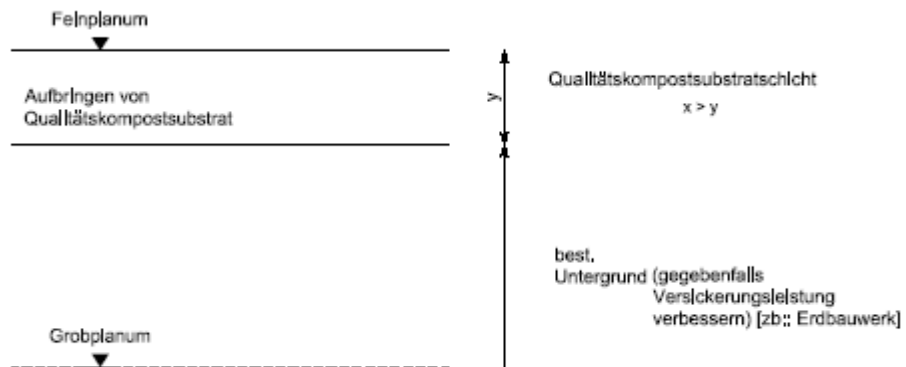 Feinplanum
Aufbringen von
Qualitätskompostsubstrat
y
Qualitätskompostsubstratschicht
x > y
best.
Untergrund (gegebenfalls
Versickerungsleistung
verbessern) [zb:: Erdbauwerk]
Grobplanum